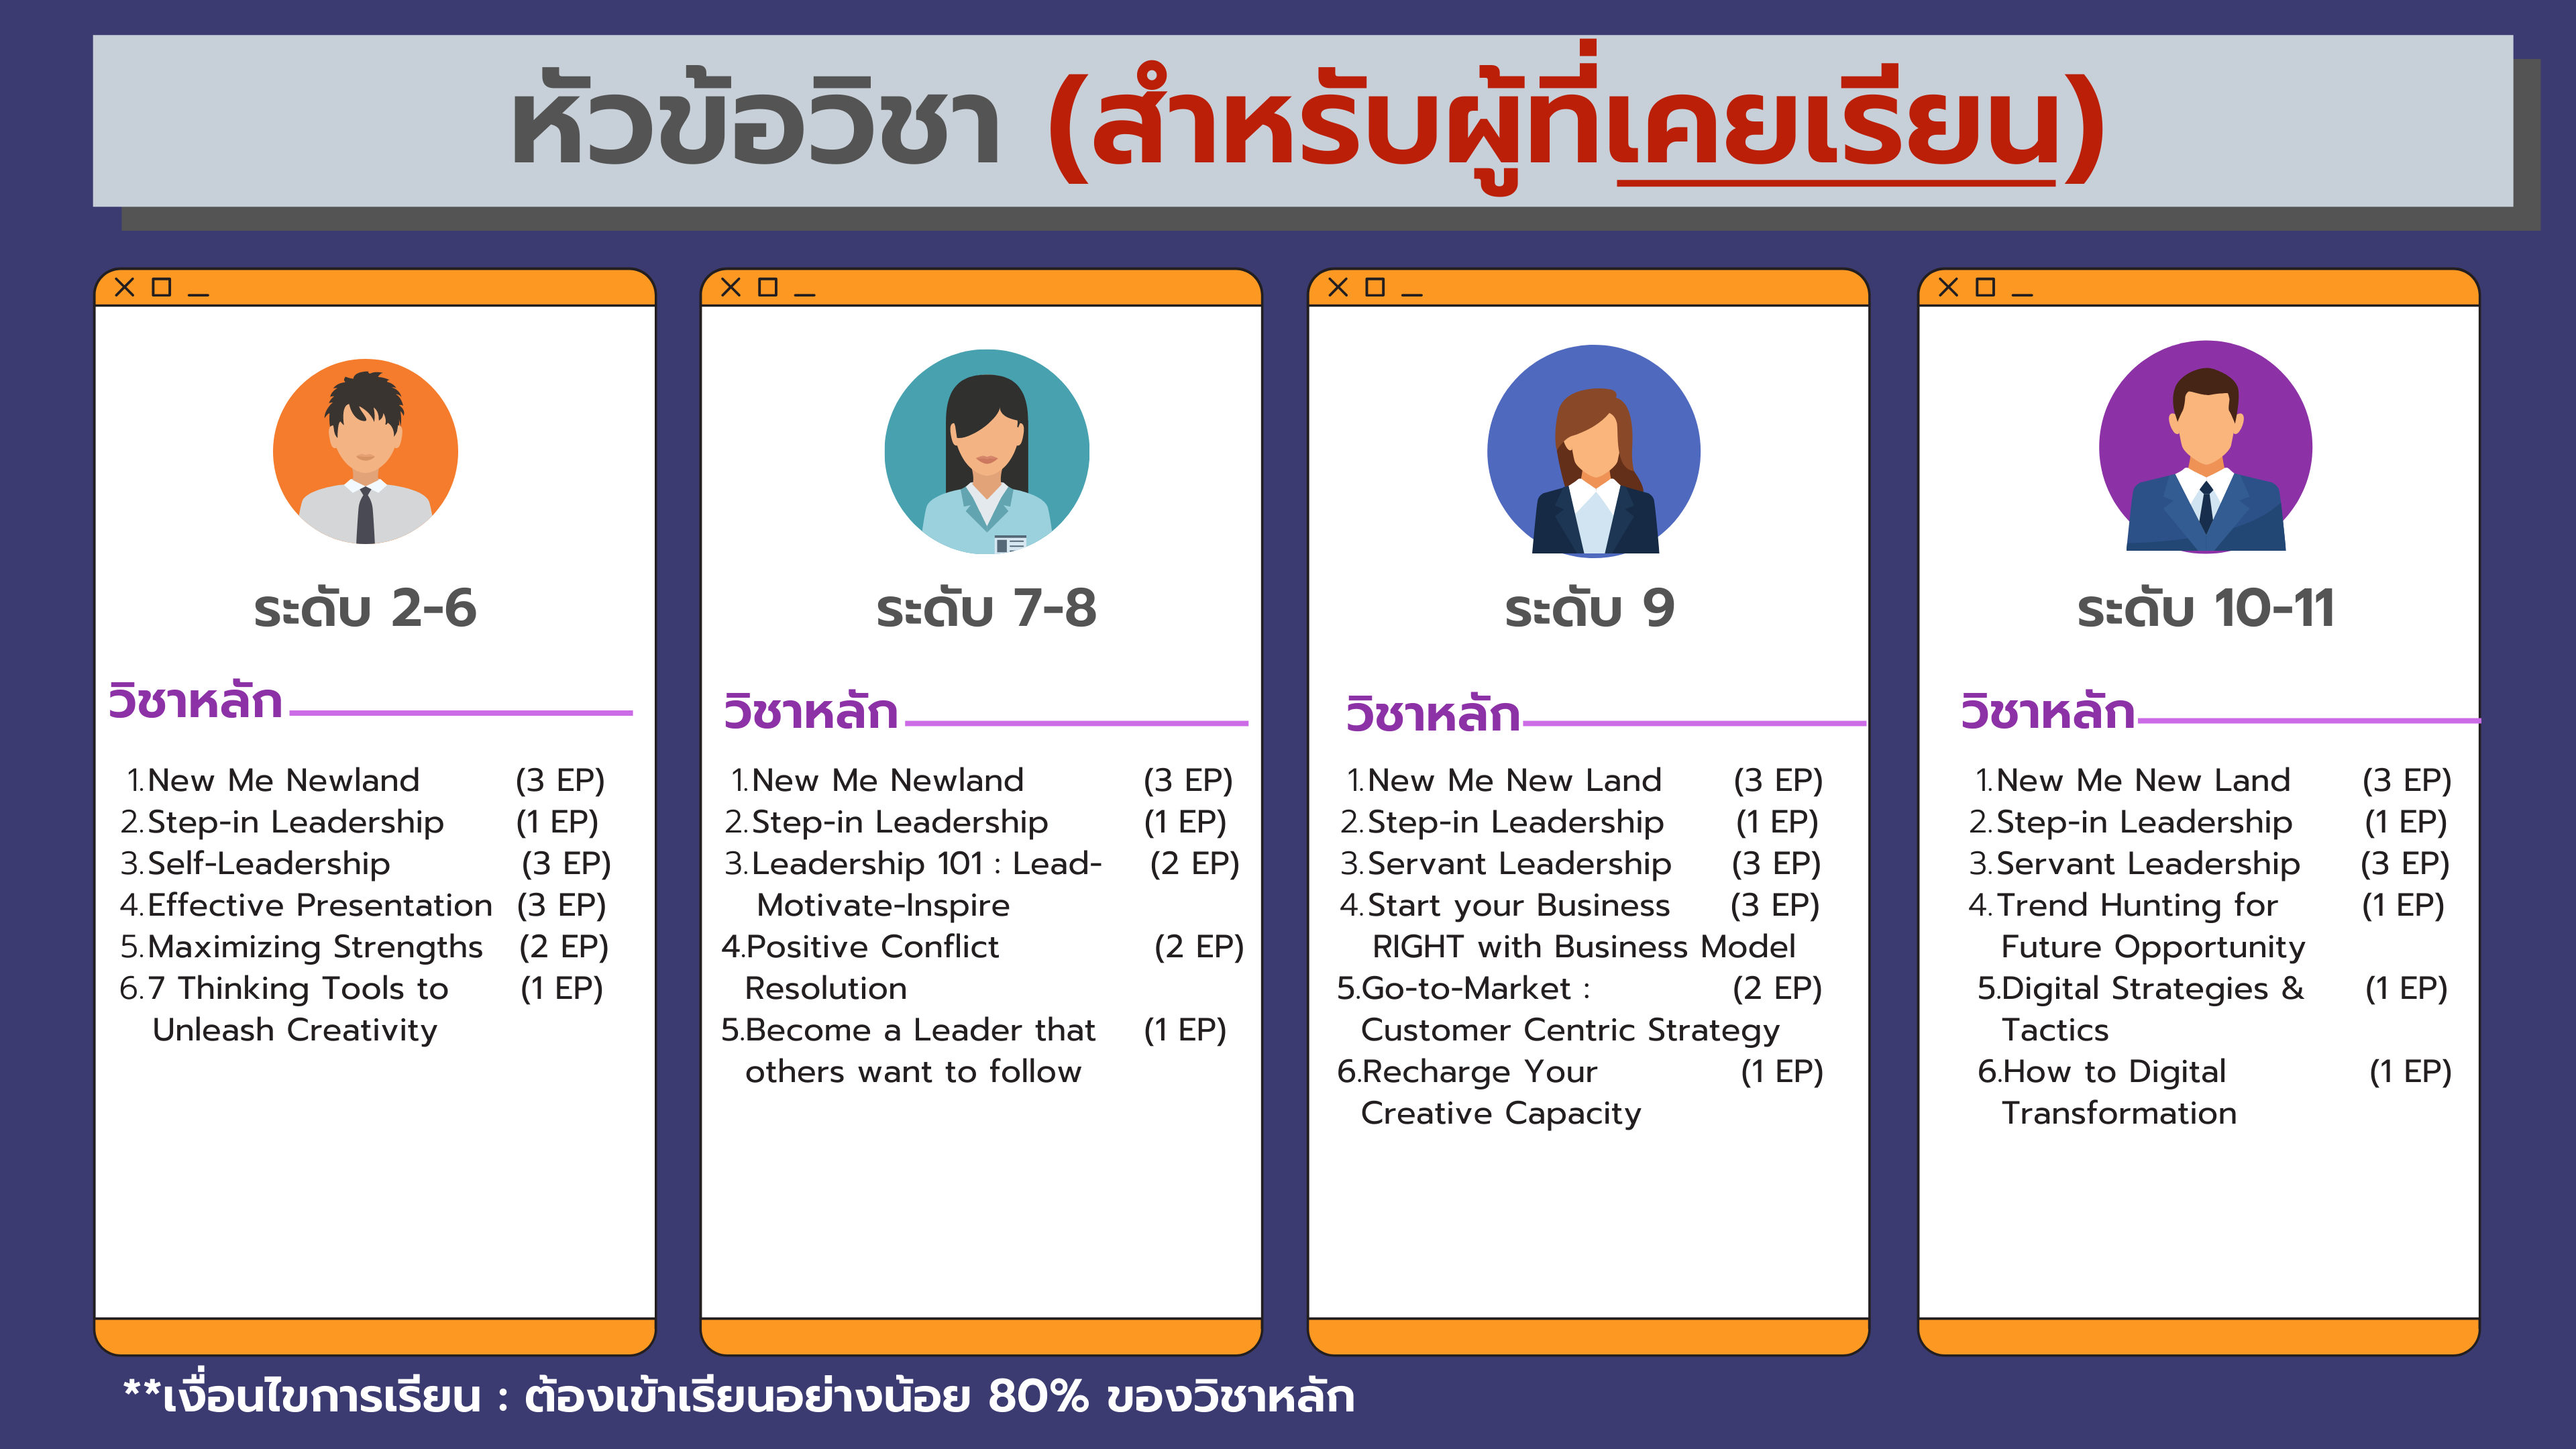 หัวข้อวิชา (สำหรับผู้ที่เคยเรียน)
ระดับ 2-6
วิชาหลัก
1. New Me Newland (3 EP)
2. Step-in Leadership (1 EP)
3. Self-Leadership (3 EP)
4. Effective Presentation (3 EP)
5. Maximizing Strengths (2 EP)
6. 7 Thinking Tools to (1 EP)
Unleash Creativity
ระดับ 7-8
วิชาหลัก
1. New Me Newland (3 EP)
2. Step-in Leadership (1 EP)
3. Leadership 101 : Lead- (2 EP)
Motivate-Inspire
4.Positive Conflict (2 EP)
Resolution
5.Become a Leader that (1 EP)
others want to follow
ระดับ 9
วิชาหลัก
1. New Me New Land (3 EP)
2. Step-in Leadership (1 EP)
3. Servant Leadership (3 EP)
4. Start your Business (3 EP)
RIGHT with Business Model
5.Go-to-Market : (2 EP)
Customer Centric Strategy
6.Recharge Your (1 EP)
Creative Capacity
ระดับ 10-11
วิชาหลัก
1. New Me New Land (3 EP)
2. Step-in Leadership (1 EP)
3. Servant Leadership (3 EP)
4. Trend Hunting for (1 EP)
Future Opportunity
5.Digital Strategies & (1 EP)
Tactics
6.How to Digital (1 EP)
Transformation
**เงื่อนไขการเรียน : ต้องเข้าเรียนอย่างน้อย 80% ของวิชาหลัก